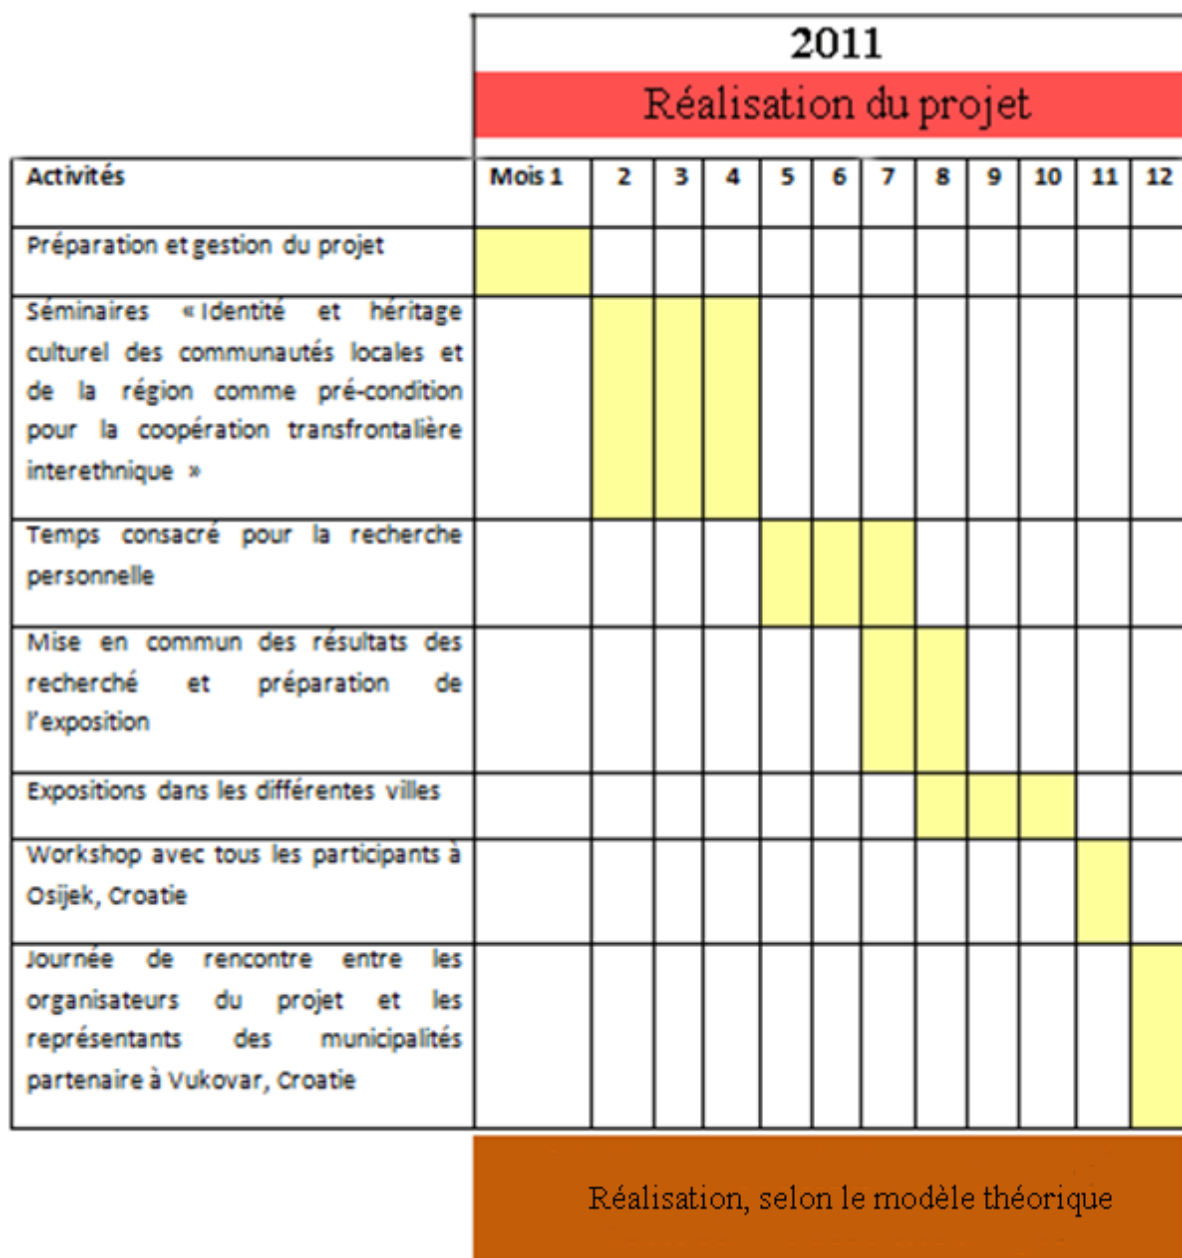 2011
Réalisation du projet
Activités Mois 1 2 3 4 5 6 7 8 9 10 11 12
Préparation et gestion du projet
Séminaires « Identité et héritage
culturel des communautés locales et
de la région comme pré-condition
pour la coopération transfrontalière
interethnique »
Temps consacré pour la recherche
personnelle
Mise en commun des résultats des
recherché et préparation de
l'exposition
Expositions dans les différentes villes
Workshop avec tous les participants à
Osijek, Croatie
Journée de rencontre entre les
organisateurs du projet et les
représentants des municipalités
partenaire à Vukovar, Croatie
Réalisation, selon le modèle théorique